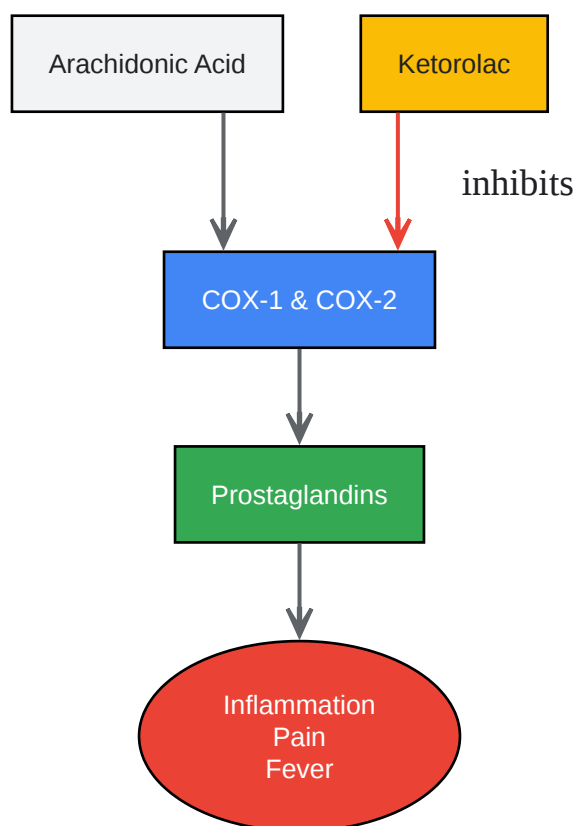 Arachidonic Acid
Ketorolac
inhibits
COX-1 & COX-2
Prostaglandins
Inflammation
Pain
Fever